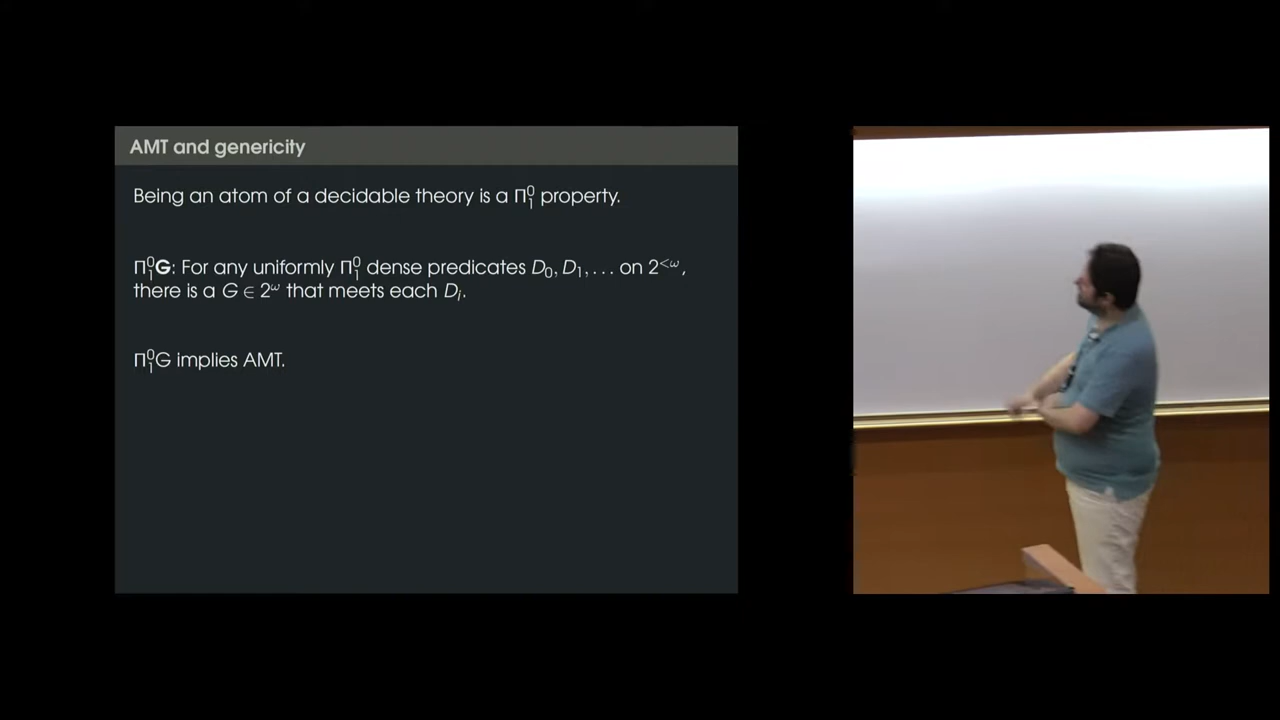 AMT and genericity
Being an atom of a decidable theory is a Π⁰₁ property.
Π⁰₁G: For any uniformly Π⁰₁ dense predicates D₀, D₁, . . . on 2^{<ω},
there is a G ∈ 2^ω that meets each Dᵢ.
Π⁰₁G implies AMT.